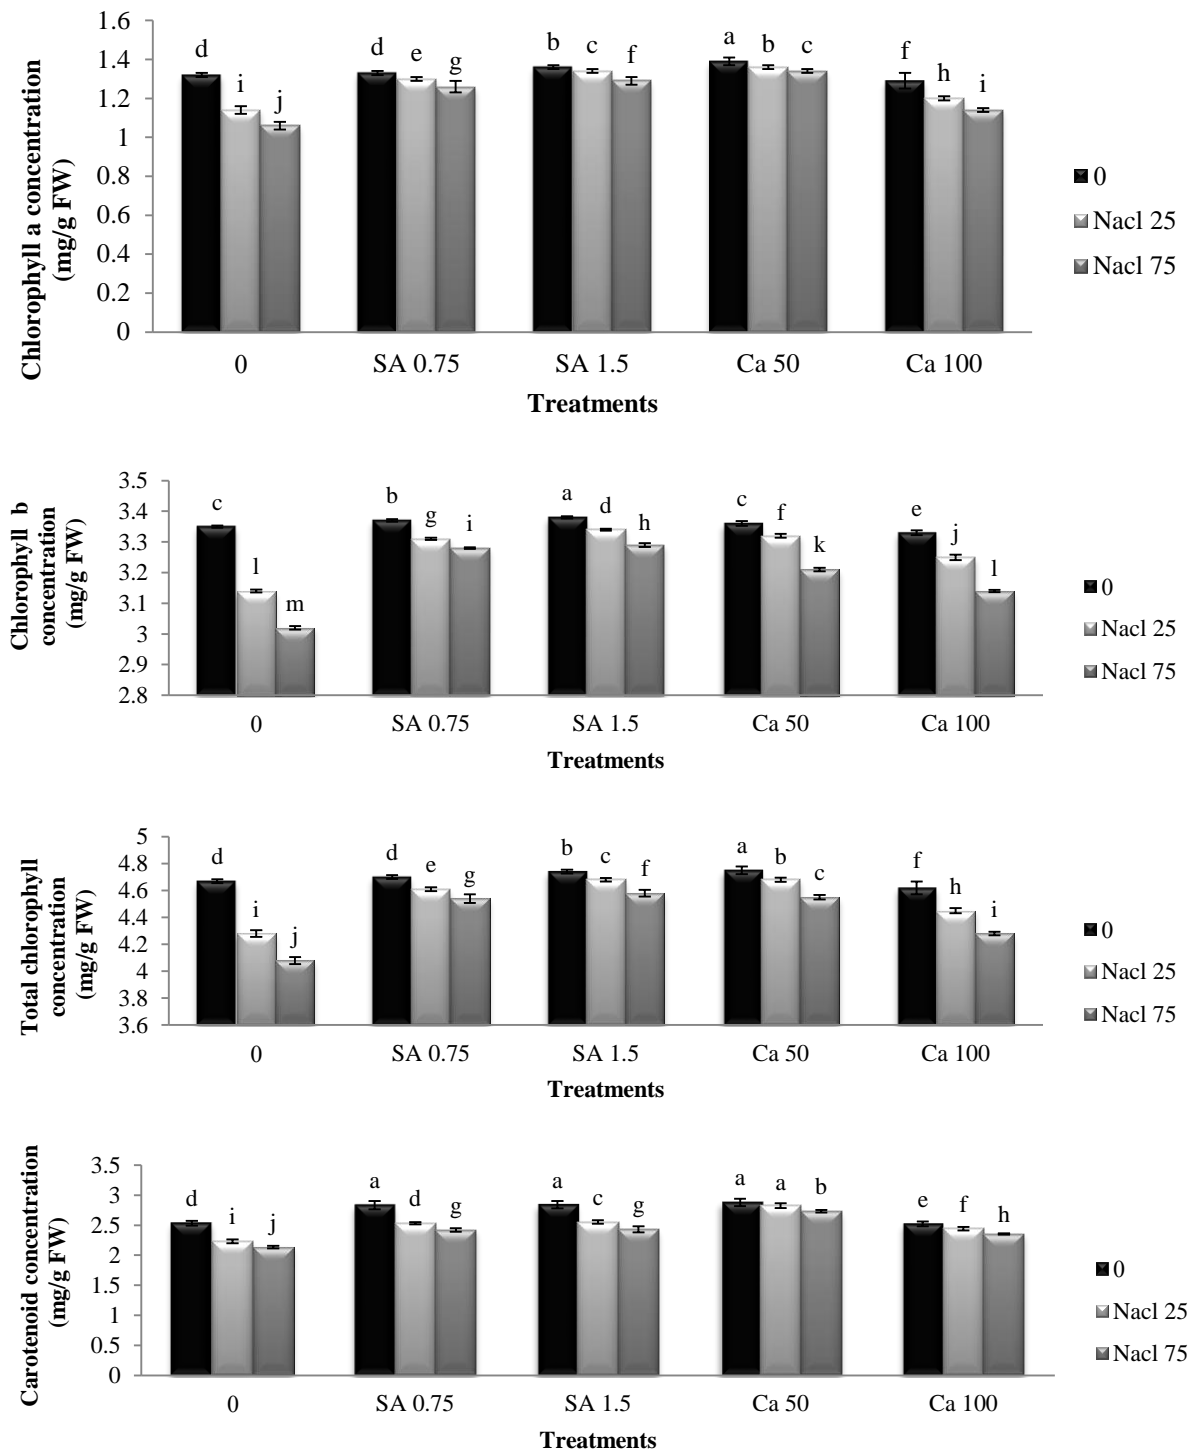 Chlorophyll a concentration
(mg/g FW)
1.6
1.4
1.2
1
0.8
0.6
0.4
0.2
0
d
i
j
d
e
g
b
c
f
a
b
c
f
h
i
0
SA 0.75
SA 1.5
Ca 50
Ca 100
Treatments
0
Nacl 25
Nacl 75
Chlorophyll b
concentration
(mg/g FW)
3.5
3.4
3.3
3.2
3.1
3
2.9
2.8
c
l
m
b
g
i
a
d
h
c
f
k
e
j
l
0
SA 0.75
SA 1.5
Ca 50
Ca 100
Treatments
0
Nacl 25
Nacl 75
Total chlorophyll
concentration
(mg/g FW)
5
4.8
4.6
4.4
4.2
4
3.8
3.6
d
i
j
d
e
g
b
c
f
a
b
c
f
h
i
0
SA 0.75
SA 1.5
Ca 50
Ca 100
Treatments
0
Nacl 25
Nacl 75
Carotenoid concentration
(mg/g FW)
3.5
3
2.5
2
1.5
1
0.5
0
d
i
j
a
d
g
a
c
g
a
a
b
e
f
h
0
SA 0.75
SA 1.5
Ca 50
Ca 100
Treatments
0
Nacl 25
Nacl 75